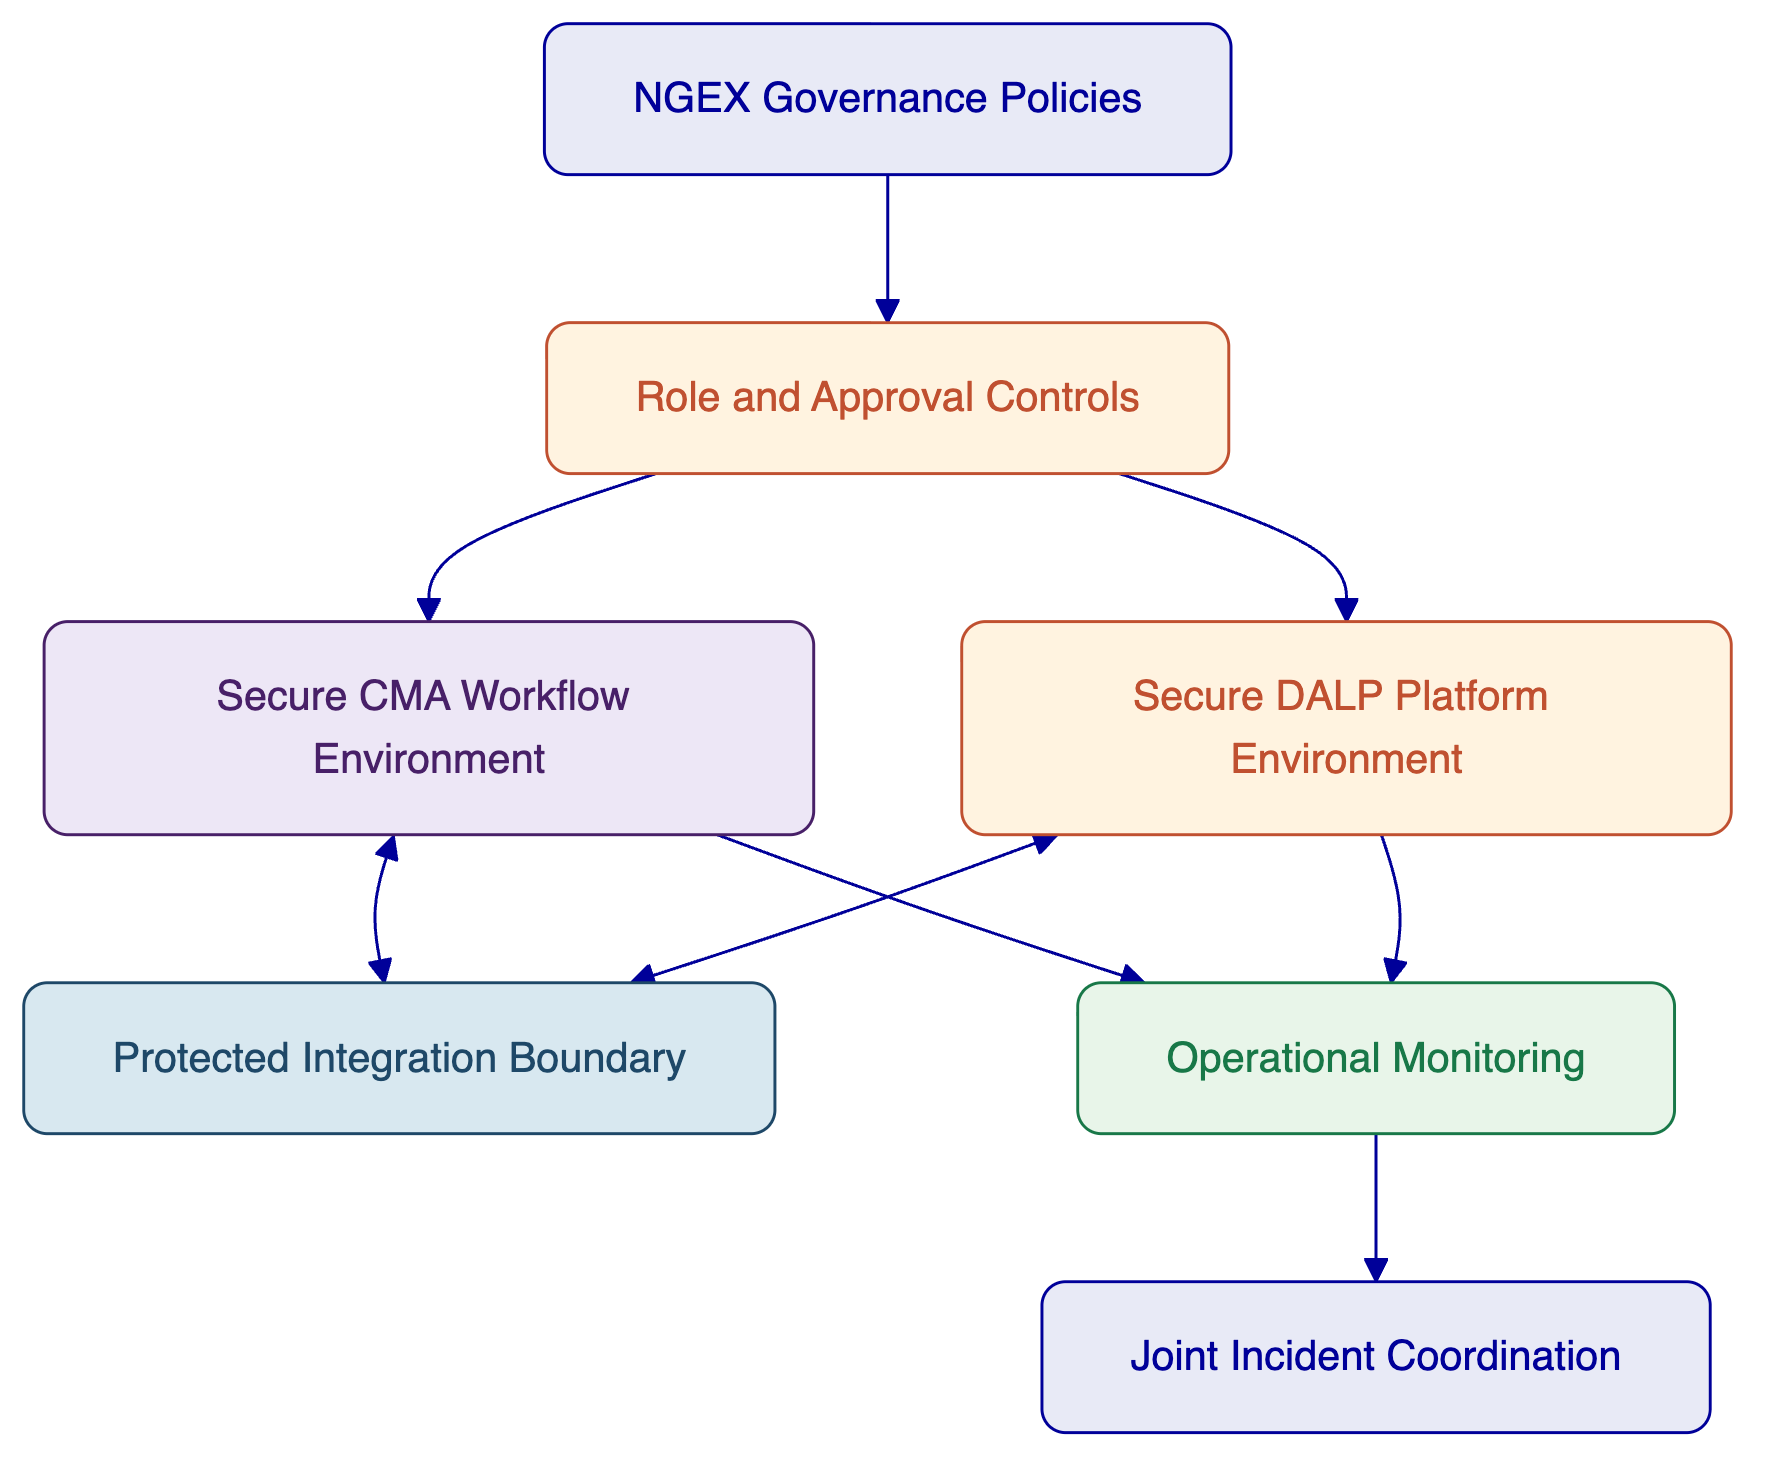 NGEX Governance Policies
Role and Approval Controls
Secure CMA Workflow
Environment
Secure DALP Platform
Environment
Protected Integration Boundary
Operational Monitoring
Joint Incident Coordination